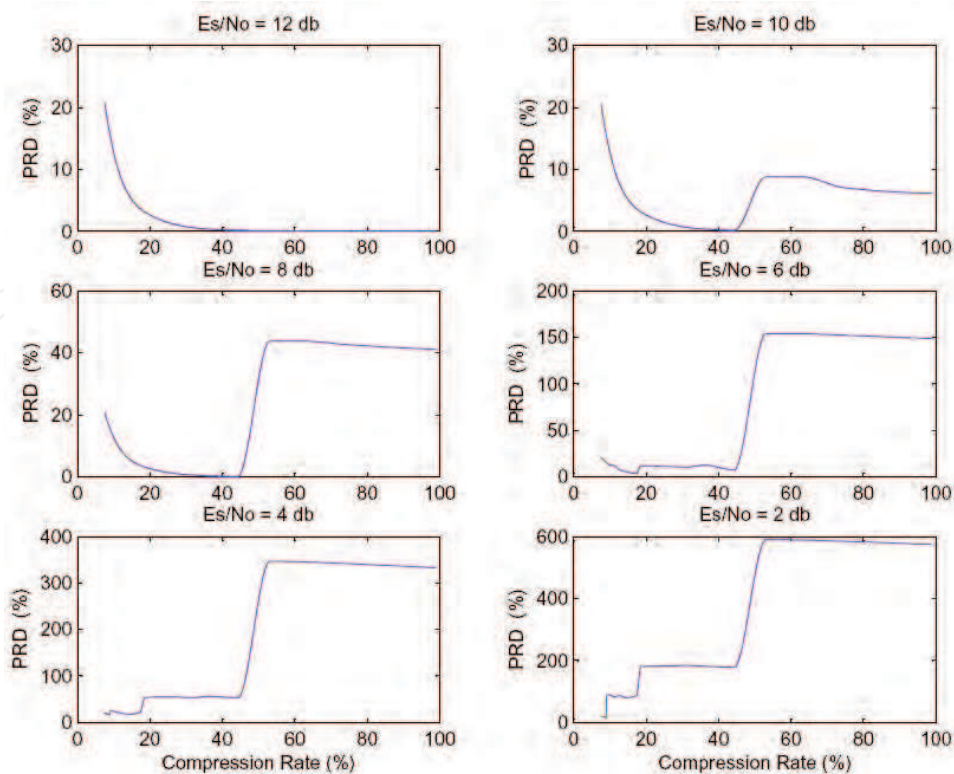 Es/No = 12 db
30
20
10
0
PRD (%)
0 20 40 60 80 100
Es/No = 10 db
30
20
10
0
PRD (%)
0 20 40 60 80 100
Es/No = 8 db
60
40
20
0
PRD (%)
0 20 40 60 80 100
Es/No = 6 db
200
150
100
50
0
PRD (%)
0 20 40 60 80 100
Es/No = 4 db
400
300
200
100
0
PRD (%)
0 20 40 60 80 100
Compression Rate (%)
Es/No = 2 db
600
400
200
0
PRD (%)
0 20 40 60 80 100
Compression Rate (%)